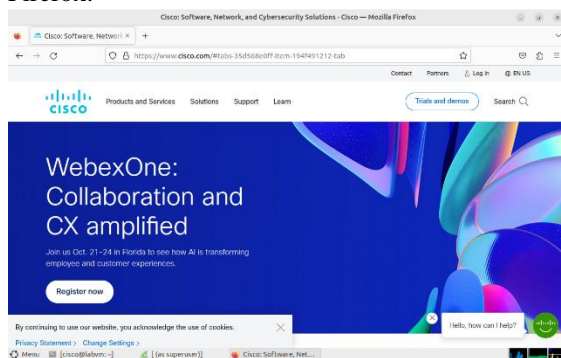 Firefox.
Cisco: Software, Network, and Cybersecurity Solutions - Cisco — Mozilla Firefox
Cisco: Software, Network
https://www.cisco.com/#tabs-35d568e0ff-item-194f491212-tab
Contact Partners Log in EN US
CISCO Products and Services Solutions Support Learn Trials and demos Search
WebexOne:
Collaboration and
CX amplified
Join us Oct. 21-24 in Florida to see how AI is transforming
employee and customer experiences.
Register now
Hello, how can I help?
By continuing to use our website, you acknowledge the use of cookies.
Privacy Statement > Change Settings >
Menu [cisco@labvm: ~] [(as superuser)] Cisco: Software, Net...